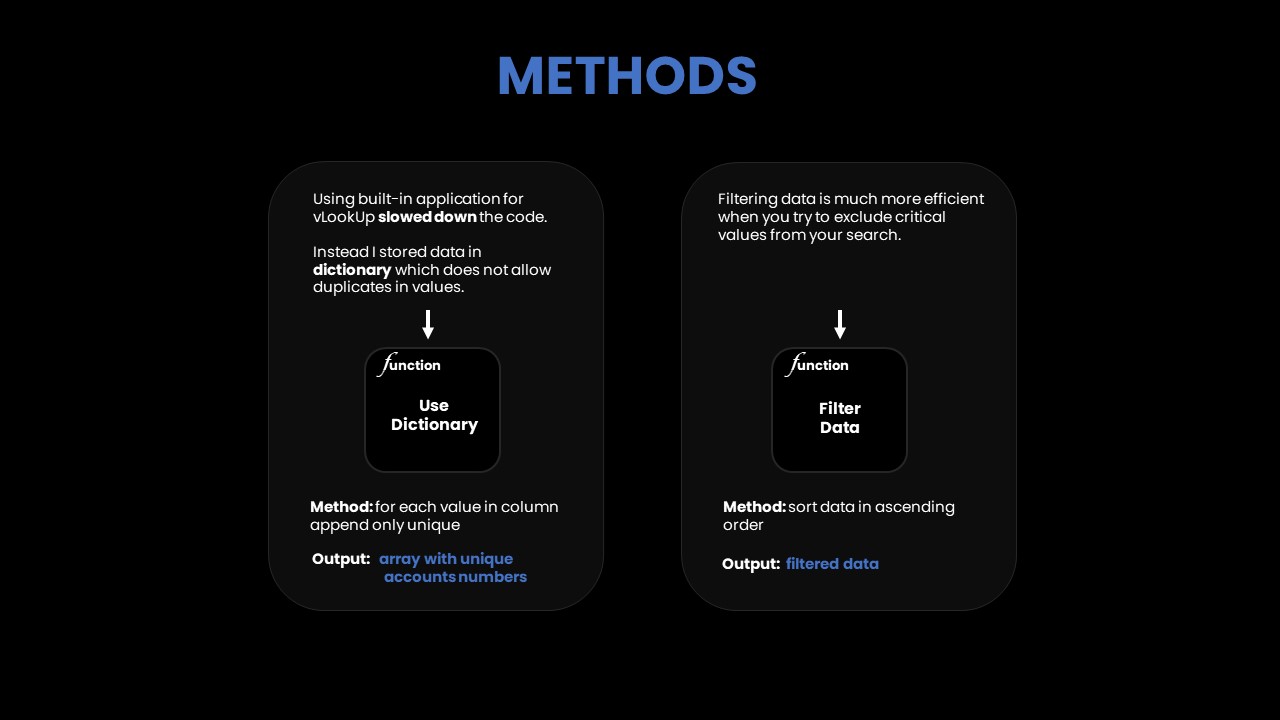 METHODS
Using built-in application for
vLookUp slowed down the code.
Instead I stored data in
dictionary which does not allow
duplicates in values.
function
Use
Dictionary
Method: for each value in column
append only unique
Output: array with unique
accounts numbers
Filtering data is much more efficient
when you try to exclude critical
values from your search.
function
Filter
Data
Method: sort data in ascending
order
Output: filtered data